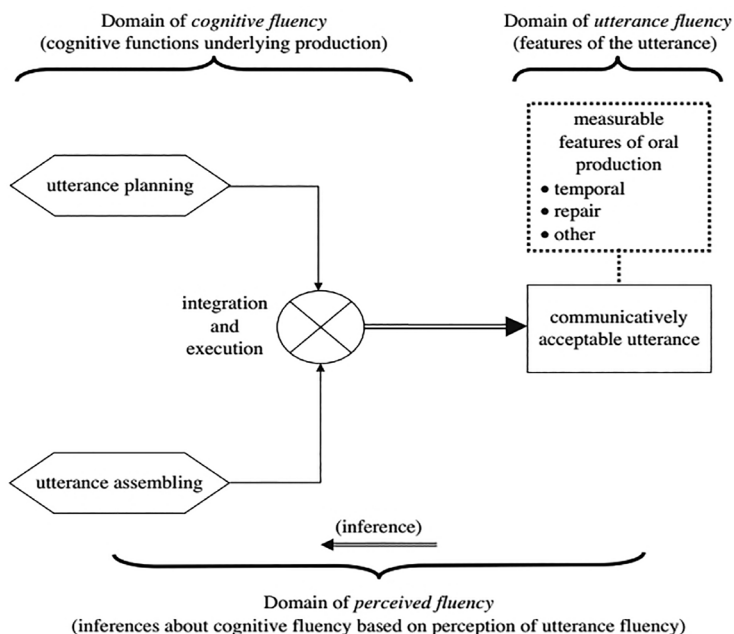 Domain of cognitive fluency
(cognitive functions underlying production)
Domain of utterance fluency
(features of the utterance)
measurable
features of oral
production
• temporal
• repair
• other
utterance planning
integration
and
execution
communicatively
acceptable utterance
utterance assembling
(inference)
Domain of perceived fluency
(inferences about cognitive fluency based on perception of utterance fluency)